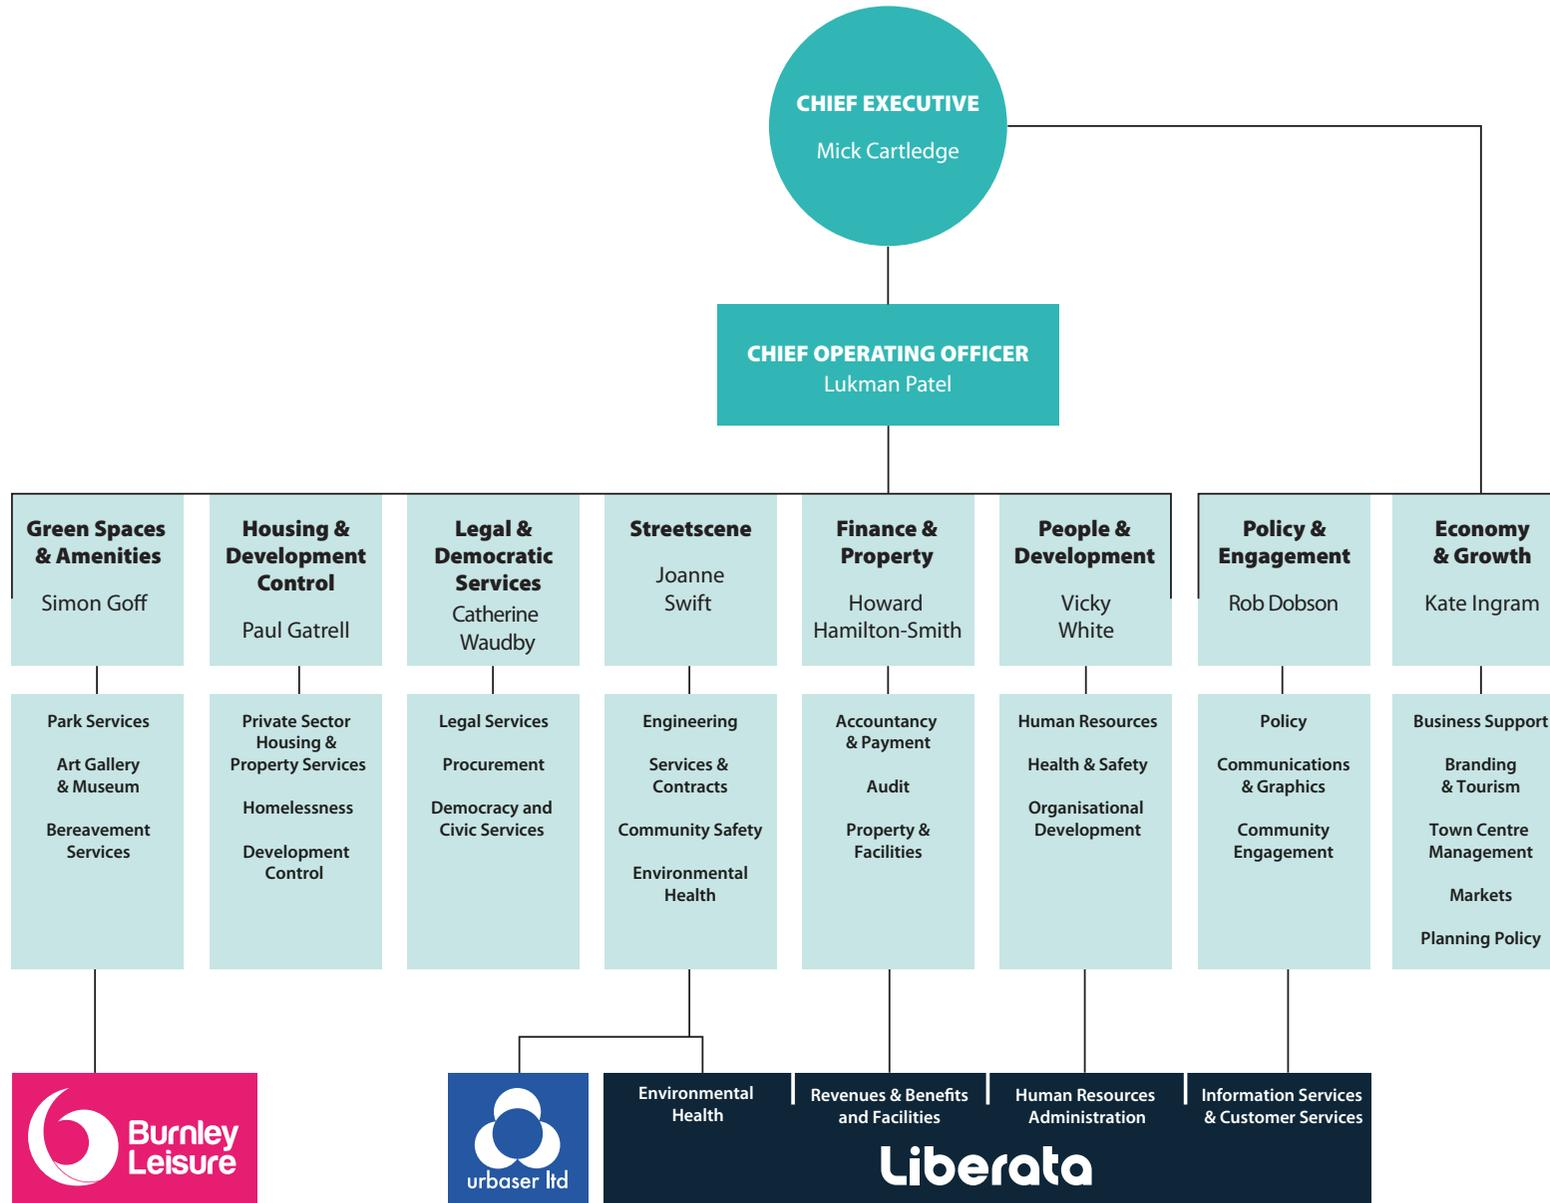 CHIEF EXECUTIVE
Mick Cartledge
CHIEF OPERATING OFFICER
Lukman Patel
Green Spaces
& Amenities
Simon Goff
Housing &
Development
Control
Paul Gatrell
Legal &
Democratic
Services
Catherine
Waudby
Streetscene
Joanne
Swift
Finance &
Property
Howard
Hamilton-Smith
People &
Development
Vicky
White
Policy &
Engagement
Rob Dobson
Economy
& Growth
Kate Ingram
Park Services
Art Gallery
& Museum
Bereavement
Services
Private Sector
Housing &
Property Services
Homelessness
Development
Control
Legal Services
Procurement
Democracy and
Civic Services
Engineering
Services &
Contracts
Community Safety
Environmental
Health
Accountancy
& Payment
Audit
Property &
Facilities
Human Resources
Health & Safety
Organisational
Development
Policy
Communications
& Graphics
Community
Engagement
Business Support
Branding
& Tourism
Town Centre
Management
Markets
Planning Policy
Burnley
Leisure
urbaser ltd
Environmental
Health
Revenues & Benefits
and Facilities
Human Resources
Administration
Information Services
& Customer Services
Liberata